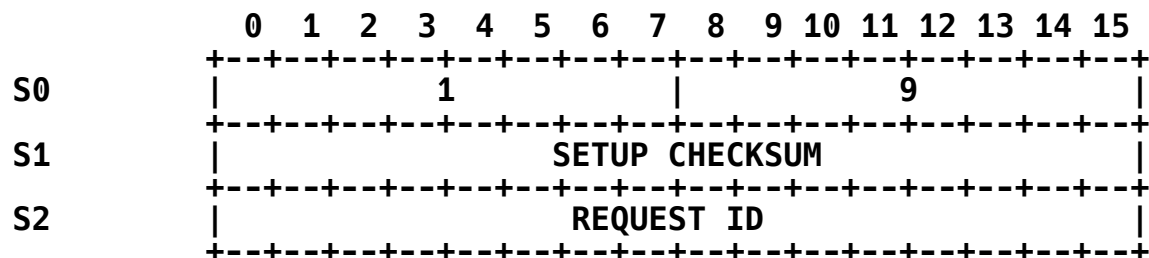 0 1 2 3 4 5 6 7 8 9 10 11 12 13 14 15
+--+--+--+--+--+--+--+--+--+--+--+--+--+--+--+--+
S0 | 1 | 9 |
+--+--+--+--+--+--+--+--+--+--+--+--+--+--+--+--+
S1 | SETUP CHECKSUM |
+--+--+--+--+--+--+--+--+--+--+--+--+--+--+--+--+
S2 | REQUEST ID |
+--+--+--+--+--+--+--+--+--+--+--+--+--+--+--+--+